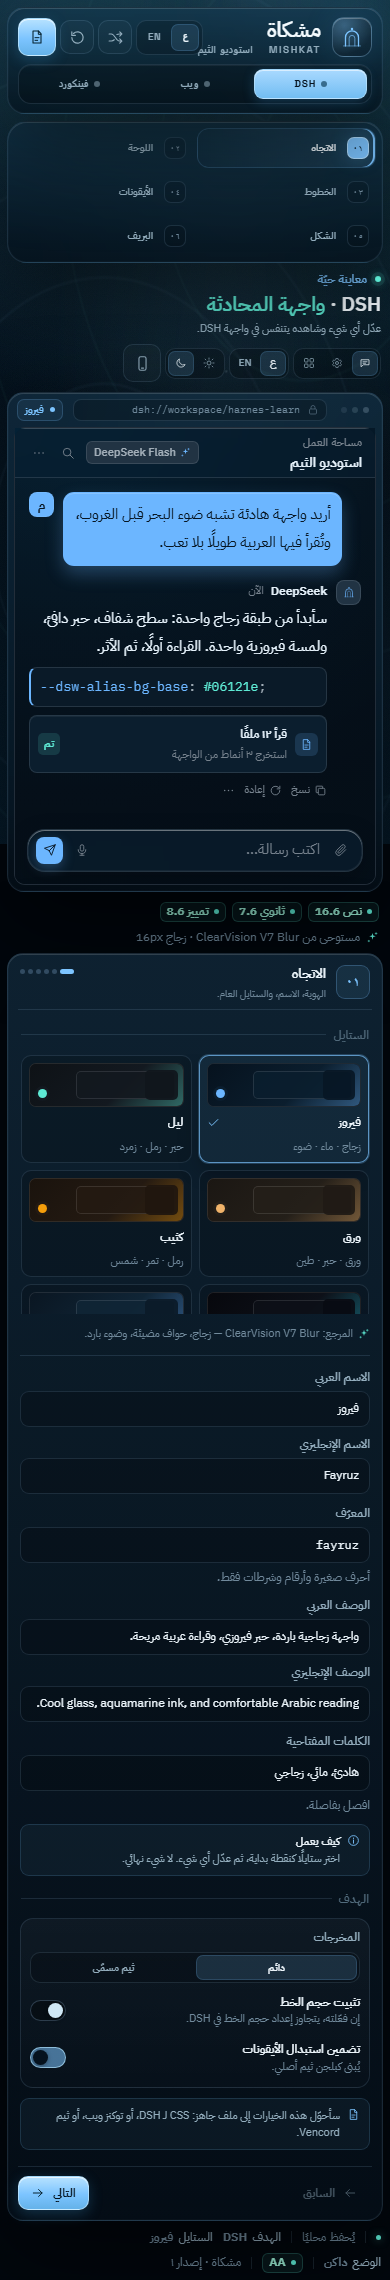 مشكاة
MISHKAT
استوديو الثيم
ع
EN
DSH
ويب
فينكورد
٠١
الاتجاه
٠٢
اللوحة
٠٣
الخطوط
٠٤
الأيقونات
٠٥
الشكل
٠٦
البريف
معاينة حيّة
DSH · واجهة المحادثة
عدّل أي شيء وشاهده يتنفس في واجهة DSH.
ع
EN
dsh://workspace/harnes-learn
فيروز
مساحة العمل
استوديو الثيم
DeepSeek Flash
م
أريد واجهة هادئة تشبه ضوء البحر قبل الغروب،
وتُقرأ فيها العربية طويلًا بلا تعب.
DeepSeek الآن
سأبدأ من طبقة زجاج واحدة: سطح شفاف، حبر دافئ،
ولمسة فيروزية واحدة. القراءة أولًا، ثم الأثر.
--dsw-alias-bg-base: #06121e;
قرأ ١٢ ملفًا
استخرج ٣ أنماط من الواجهة
تم
نسخ
إعادة
اكتب رسالة...
نص 16.6
ثانوي 7.6
تمييز 8.6
مستوحى من ClearVision V7 Blur · زجاج 16px
٠١
الاتجاه
الهوية، الاسم، والستايل العام.
الستايل
فيروز
زجاج · ماء · ضوء
ليل
حبر · رمل · زمرد
ورق
ورق · حبر · طين
كثيب
رمل · تمر · شمس
المرجع: ClearVision V7 Blur — زجاج، حواف مضيئة، وضوء بارد.
الاسم العربي
فيروز
الاسم الإنجليزي
Fayruz
المعرّف
fayruz
أحرف صغيرة وأرقام وشرطات فقط.
الوصف العربي
واجهة زجاجية باردة، حبر فيروزي، وقراءة عربية مريحة.
الوصف الإنجليزي
Cool glass, aquamarine ink, and comfortable Arabic reading.
الكلمات المفتاحية
هادئ، مائي، زجاجي
افصل بفاصلة.
كيف يعمل
اختر ستايلًا كنقطة بداية، ثم عدّل أي شيء. لا شيء نهائي.
الهدف
المخرجات
دائم
ثيم مسمّى
تثبيت حجم الخط
إن فعّلته، يتجاوز إعداد حجم الخط في DSH.
تضمين استبدال الأيقونات
يُبنى كبلجن ثيم أصلي.
سأحوّل هذه الخيارات إلى ملف جاهز: CSS لـ DSH، أو توكنز ويب، أو ثيم
Vencord.
السابق
التالي
يُحفظ محليًا
الهدف DSH
الستايل فيروز
الوضع داكن
AA
مشكاة · إصدار ١